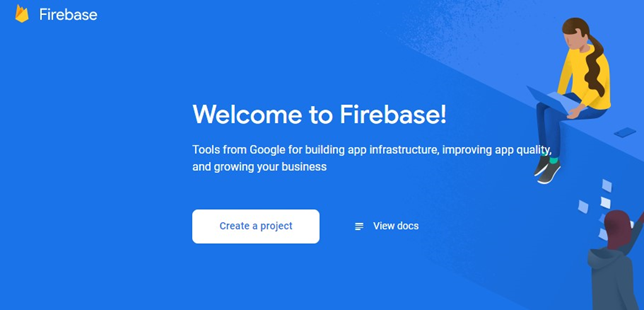 Firebase
Welcome to Firebase!
Tools from Google for building app infrastructure, improving app quality,
and growing your business
Create a project
View docs